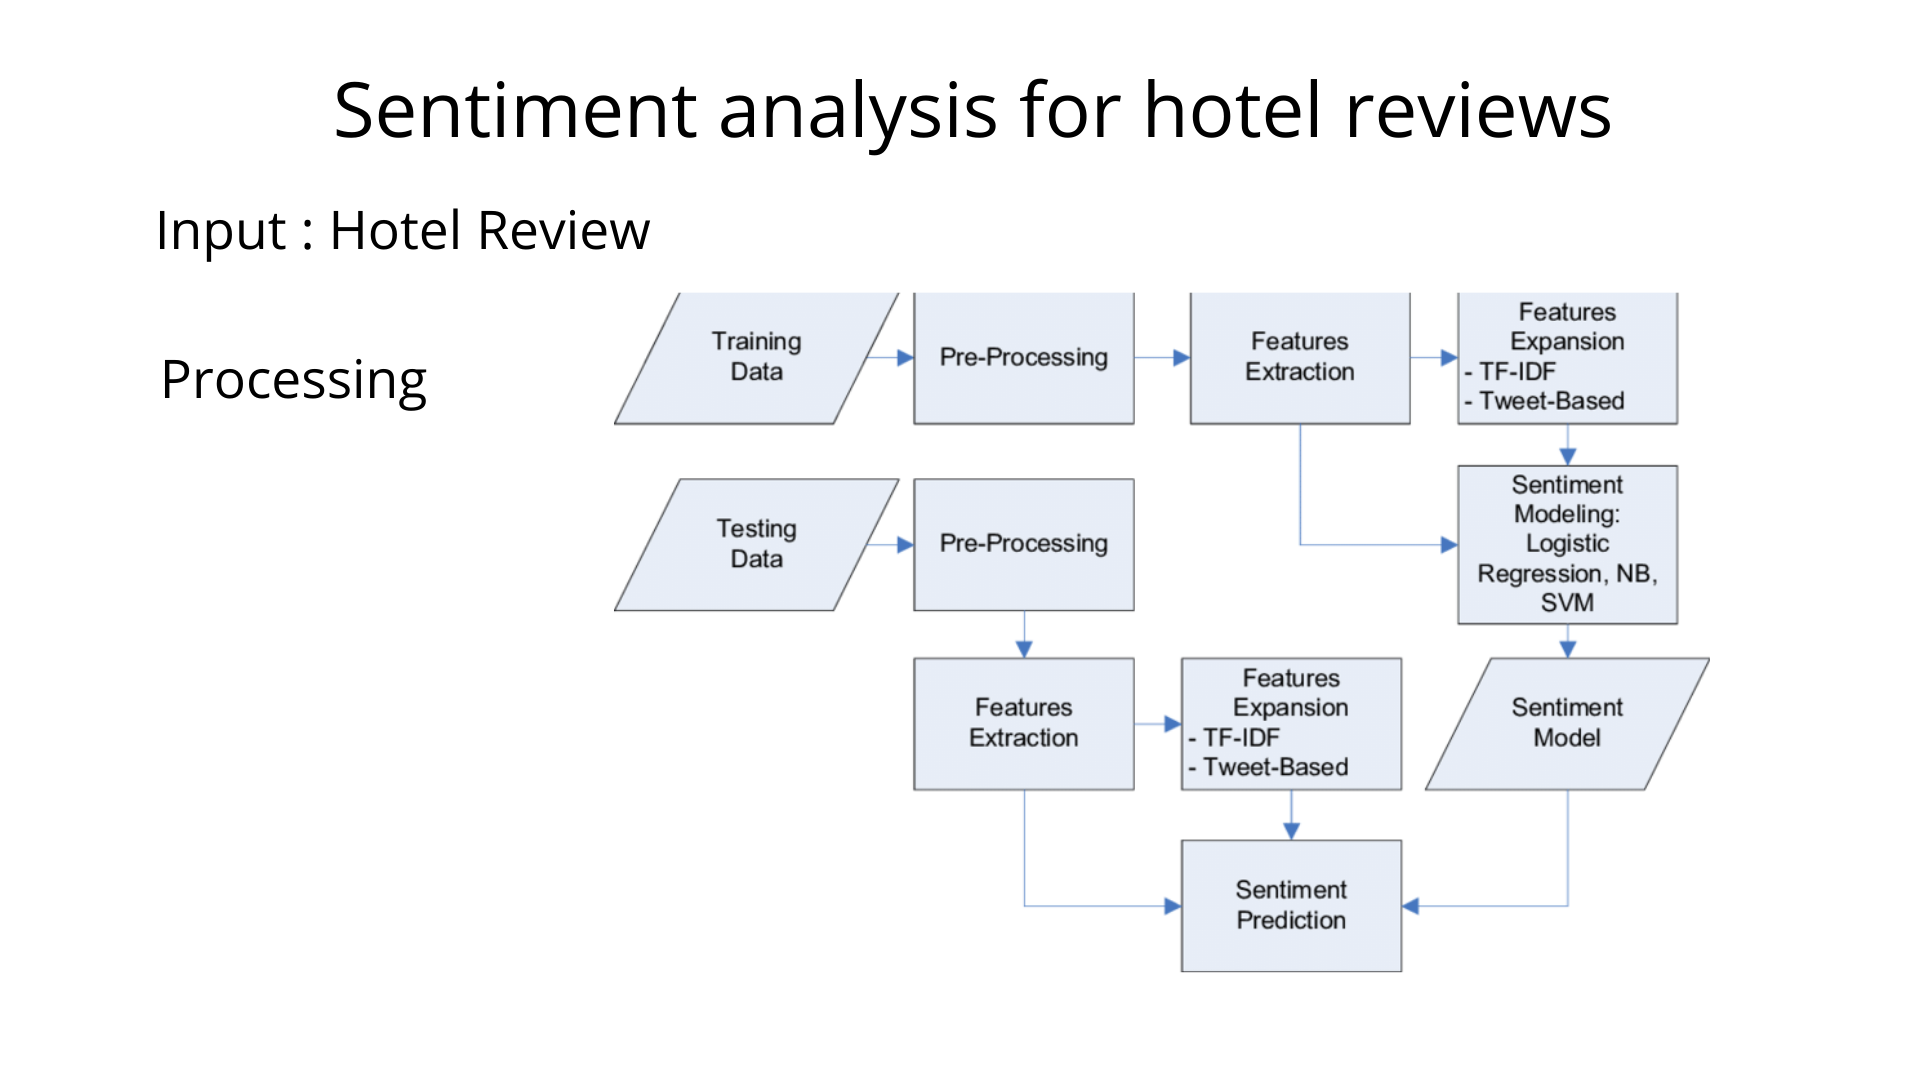 Sentiment analysis for hotel reviews
Input : Hotel Review
Processing
Training
Data
Pre-Processing
Features
Extraction
Features
Expansion
- TF-IDF
- Tweet-Based
Testing
Data
Pre-Processing
Sentiment
Modeling:
Logistic
Regression, NB,
SVM
Features
Extraction
Features
Expansion
- TF-IDF
- Tweet-Based
Sentiment
Model
Sentiment
Prediction